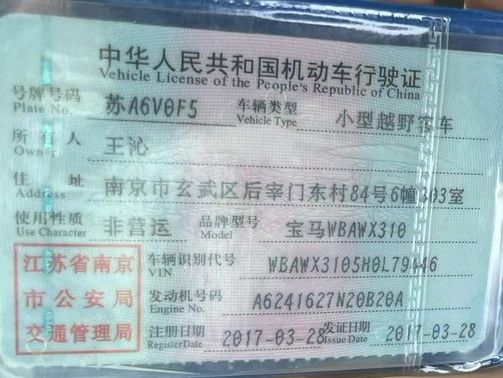 中华人民共和国机动车行驶证
Vehicle License of the People's Republic of China
号牌号码 苏A6V0F5 车辆类型 小型越野客车
Plate No. Vehicle Type
所有人 王沁
Owner
住址 南京市玄武区后宰门东村84号6幢303室
Address
使用性质 非营运 品牌型号 宝马WBAWX310
Use Character Model
江苏省南京 车辆识别代号 WBAWX3105H0L79446
VIN
市公安局 发动机号码 A6241627N20B20A
Engine No.
交通管理局 注册日期 2017-03-28 发证日期 2017-03-28
Register Date Issue Date